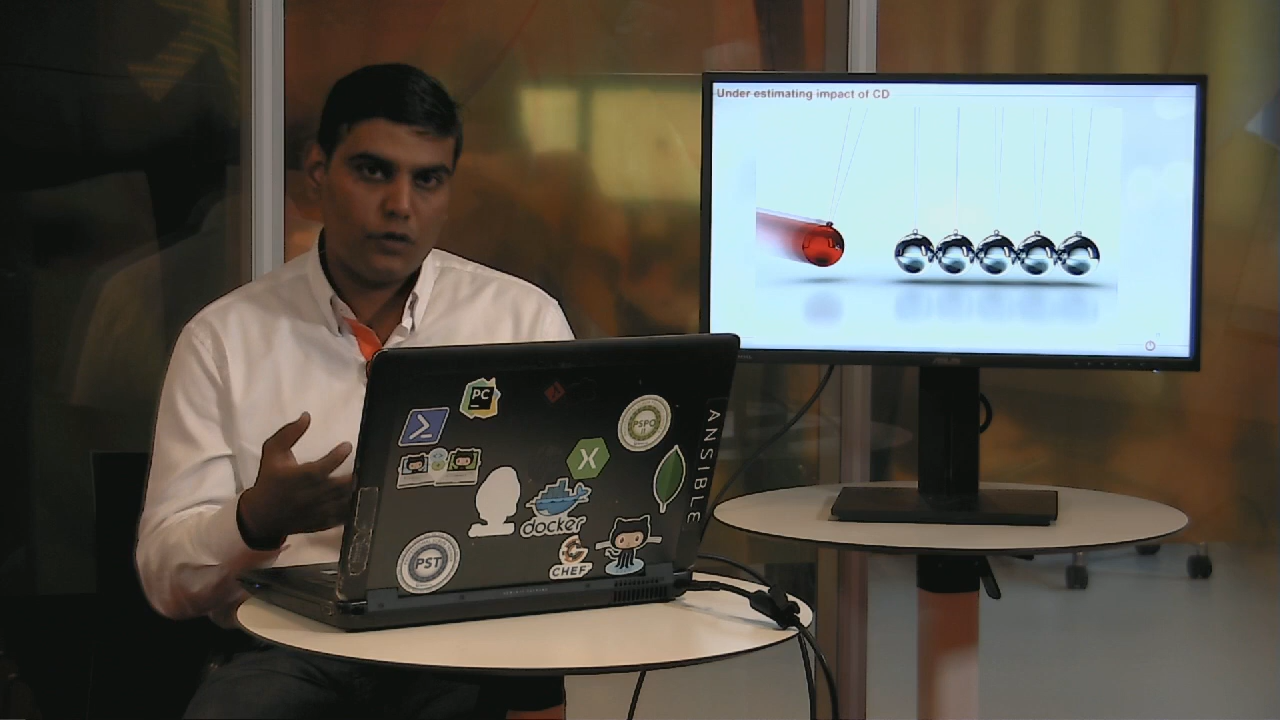 Under estimating impact of CD
PC
PSPO
ANSIBLE
docker
PST
CHEF